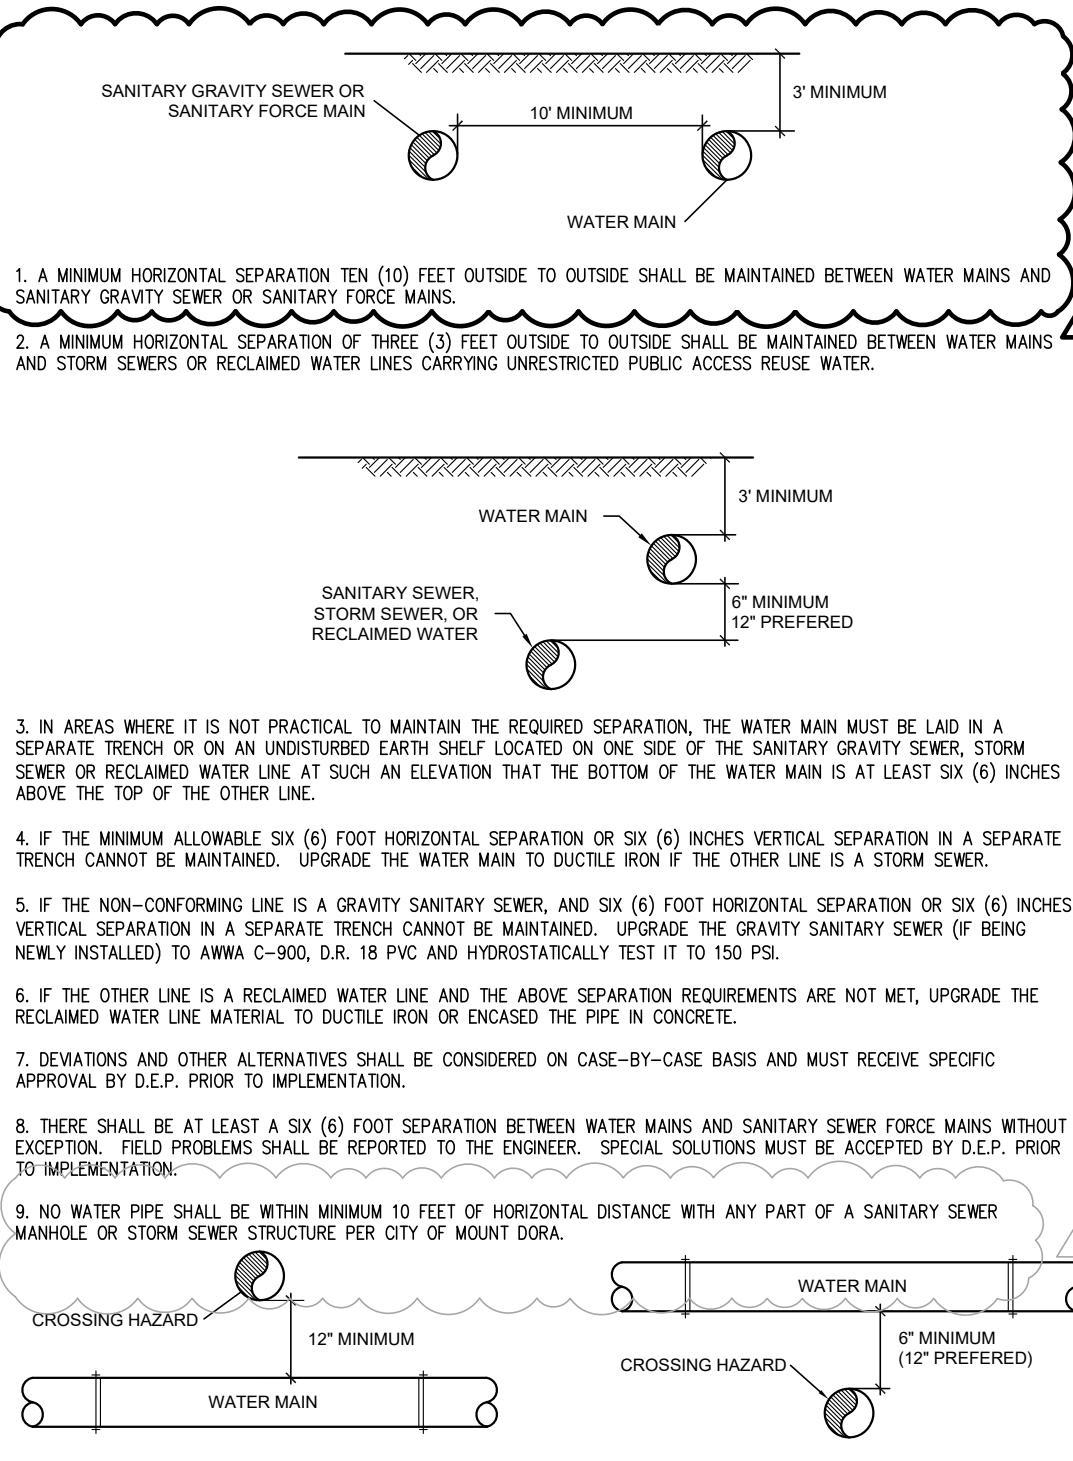 SANITARY GRAVITY SEWER OR
SANITARY FORCE MAIN
10' MINIMUM
3' MINIMUM
WATER MAIN
1. A MINIMUM HORIZONTAL SEPARATION TEN (10) FEET OUTSIDE TO OUTSIDE SHALL BE MAINTAINED BETWEEN WATER MAINS AND
SANITARY GRAVITY SEWER OR SANITARY FORCE MAINS.
2. A MINIMUM HORIZONTAL SEPARATION OF THREE (3) FEET OUTSIDE TO OUTSIDE SHALL BE MAINTAINED BETWEEN WATER MAINS
AND STORM SEWERS OR RECLAIMED WATER LINES CARRYING UNRESTRICTED PUBLIC ACCESS REUSE WATER.
3' MINIMUM
WATER MAIN
SANITARY SEWER,
STORM SEWER, OR
RECLAIMED WATER
6" MINIMUM
12" PREFERED
3. IN AREAS WHERE IT IS NOT PRACTICAL TO MAINTAIN THE REQUIRED SEPARATION, THE WATER MAIN MUST BE LAID IN A
SEPARATE TRENCH OR ON AN UNDISTURBED EARTH SHELF LOCATED ON ONE SIDE OF THE SANITARY GRAVITY SEWER, STORM
SEWER OR RECLAIMED WATER LINE AT SUCH AN ELEVATION THAT THE BOTTOM OF THE WATER MAIN IS AT LEAST SIX (6) INCHES
ABOVE THE TOP OF THE OTHER LINE.
4. IF THE MINIMUM ALLOWABLE SIX (6) FOOT HORIZONTAL SEPARATION OR SIX (6) INCHES VERTICAL SEPARATION IN A SEPARATE
TRENCH CANNOT BE MAINTAINED. UPGRADE THE WATER MAIN TO DUCTILE IRON IF THE OTHER LINE IS A STORM SEWER.
5. IF THE NON-CONFORMING LINE IS A GRAVITY SANITARY SEWER, AND SIX (6) FOOT HORIZONTAL SEPARATION OR SIX (6) INCHES
VERTICAL SEPARATION IN A SEPARATE TRENCH CANNOT BE MAINTAINED. UPGRADE THE GRAVITY SANITARY SEWER (IF BEING
NEWLY INSTALLED) TO AWWA C-900, D.R. 18 PVC AND HYDROSTATICALLY TEST IT TO 150 PSI.
6. IF THE OTHER LINE IS A RECLAIMED WATER LINE AND THE ABOVE SEPARATION REQUIREMENTS ARE NOT MET, UPGRADE THE
RECLAIMED WATER LINE MATERIAL TO DUCTILE IRON OR ENCASED THE PIPE IN CONCRETE.
7. DEVIATIONS AND OTHER ALTERNATIVES SHALL BE CONSIDERED ON CASE-BY-CASE BASIS AND MUST RECEIVE SPECIFIC
APPROVAL BY D.E.P. PRIOR TO IMPLEMENTATION.
8. THERE SHALL BE AT LEAST A SIX (6) FOOT SEPARATION BETWEEN WATER MAINS AND SANITARY SEWER FORCE MAINS WITHOUT
EXCEPTION. FIELD PROBLEMS SHALL BE REPORTED TO THE ENGINEER. SPECIAL SOLUTIONS MUST BE ACCEPTED BY D.E.P. PRIOR
TO IMPLEMENTATION.
9. NO WATER PIPE SHALL BE WITHIN MINIMUM 10 FEET OF HORIZONTAL DISTANCE WITH ANY PART OF A SANITARY SEWER
MANHOLE OR STORM SEWER STRUCTURE PER CITY OF MOUNT DORA.
CROSSING HAZARD
12" MINIMUM
WATER MAIN
WATER MAIN
6" MINIMUM
(12" PREFERED)
CROSSING HAZARD